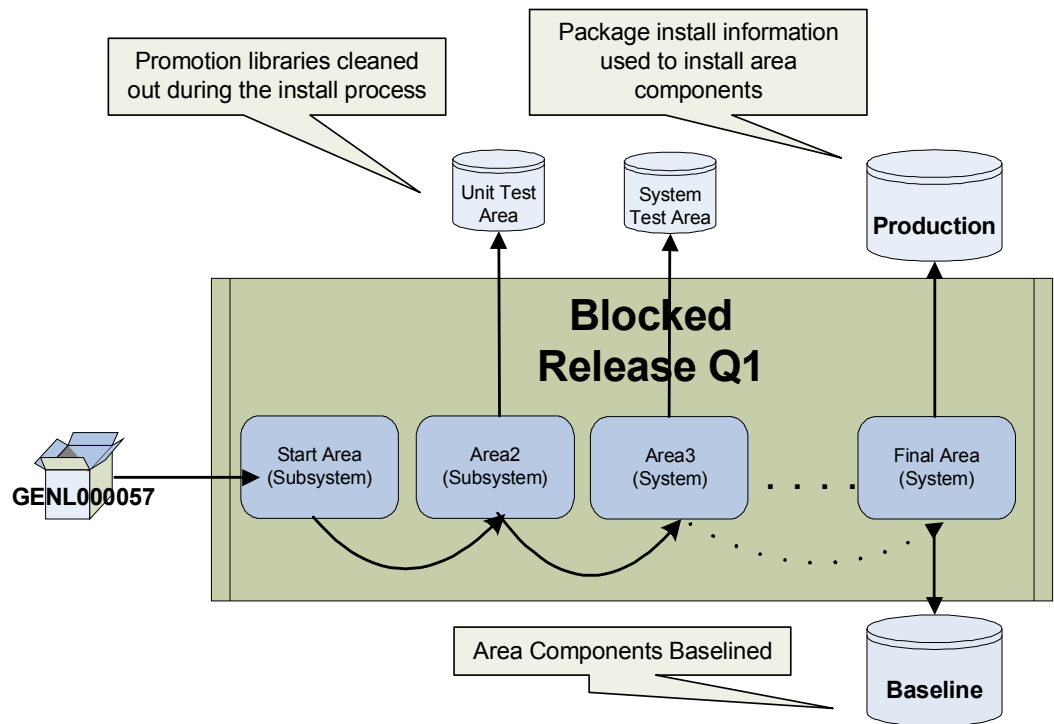 Promotion libraries cleaned
out during the install process
Package install information
used to install area
components
Unit Test
Area
System
Test Area
Production
Blocked
Release Q1
GENL000057
Start Area
(Subsystem)
Area2
(Subsystem)
Area3
(System)
Final Area
(System)
Area Components Baselined
Baseline